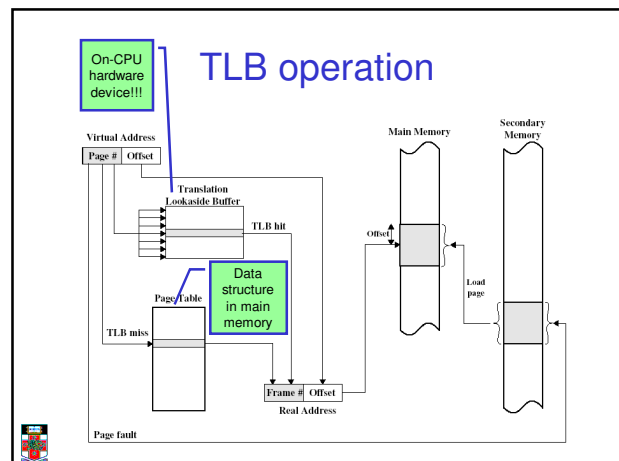 TLB operation
On-CPU
hardware
device!!!
Virtual Address
Page #
Offset
Translation
Lookaside Buffer
TLB hit
Main Memory
Secondary
Memory
Offset
Load
page
Data
structure
in main
memory
Page Table
TLB miss
Frame #
Offset
Real Address
Page fault